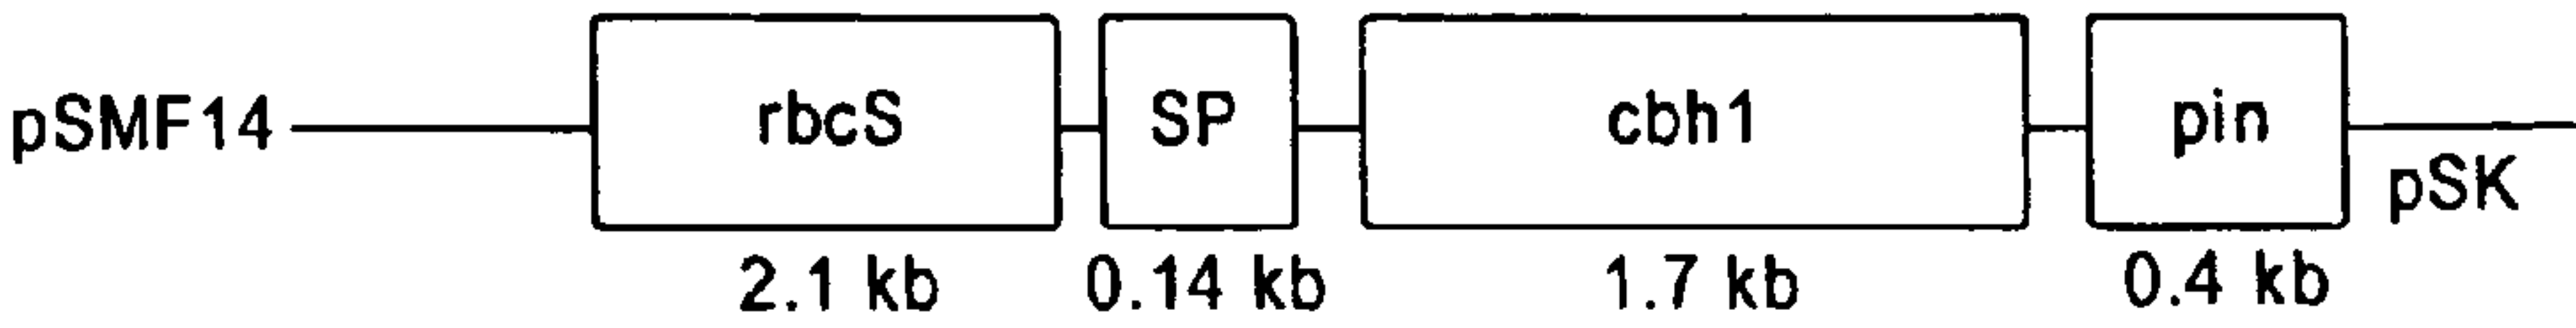 pSMF14 rbcS SP cbh1 pin
pSK
2.1 kb 0.14 kb 1.7 kb 0.4 kb